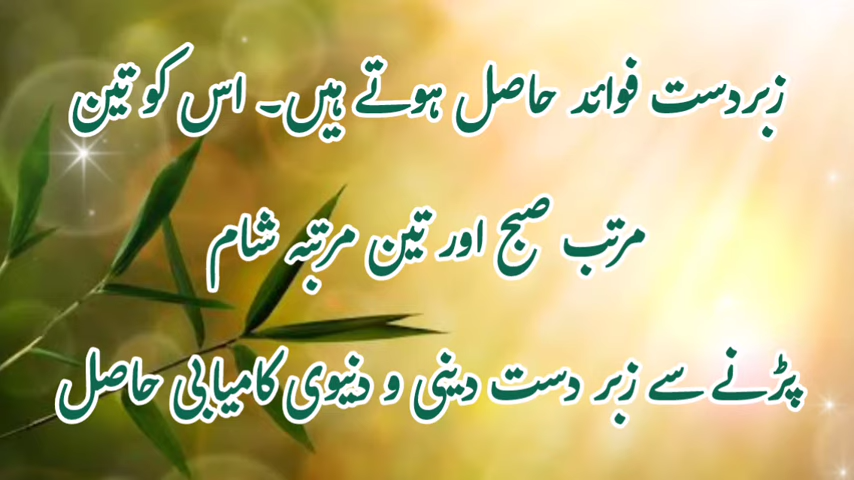 زبردست فوائد حاصل ہوتے ہیں۔ اس کو تین
مرتب صبح اور تین مرتبہ شام
پڑنے سے زبر دست دینی و دنیوی کامیابی حاصل